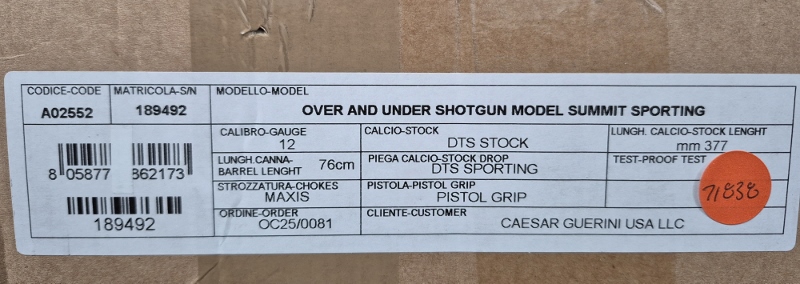 CODICE-CODE
MATRICOLA-S/N
MODELLO-MODEL
A02552
189492
OVER AND UNDER SHOTGUN MODEL SUMMIT SPORTING
CALIBRO-GAUGE
12
CALCIO-STOCK
DTS STOCK
LUNGH. CALCIO-STOCK LENGHT
mm 377
LUNGH.CANNA-
BARREL LENGHT
76cm
PIEGA CALCIO-STOCK DROP
DTS SPORTING
TEST-PROOF TEST
8 05877 862173
STROZZATURA-CHOKES
MAXIS
PISTOLA-PISTOL GRIP
PISTOL GRIP
71838
189492
ORDINE-ORDER
OC25/0081
CLIENTE-CUSTOMER
CAESAR GUERINI USA LLC